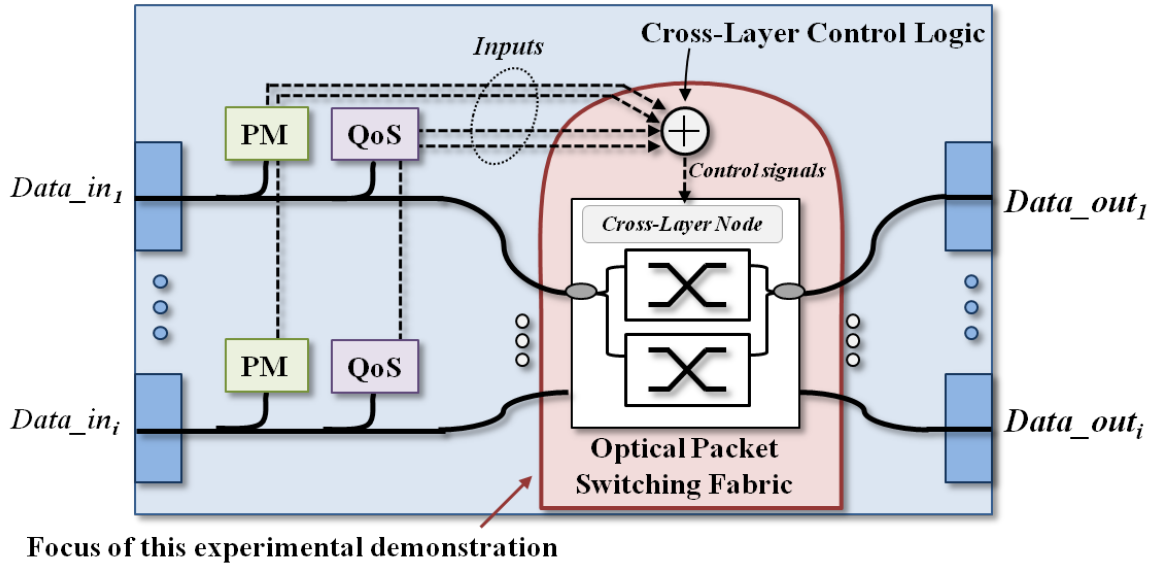 Inputs
Cross-Layer Control Logic
PM
QoS
Control signals
Data_in1
Data_out1
Cross-Layer Node
PM
QoS
Data_ini
Data_outi
Optical Packet
Switching Fabric
Focus of this experimental demonstration